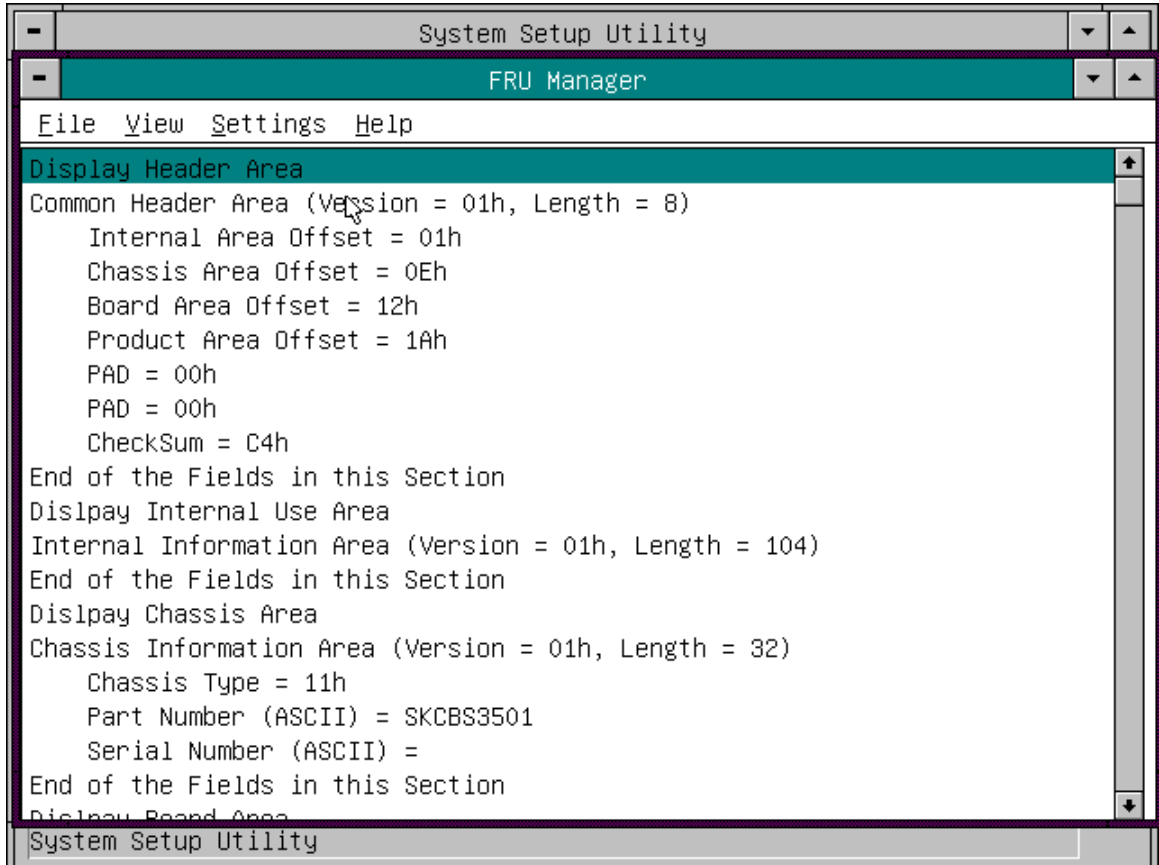 System Setup Utility
FRU Manager
File View Settings Help
Display Header Area
Common Header Area (Version = 01h, Length = 8)
Internal Area Offset = 01h
Chassis Area Offset = 0Eh
Board Area Offset = 12h
Product Area Offset = 1Ah
PAD = 00h
PAD = 00h
CheckSum = C4h
End of the Fields in this Section
Dislpay Internal Use Area
Internal Information Area (Version = 01h, Length = 104)
End of the Fields in this Section
Dislpay Chassis Area
Chassis Information Area (Version = 01h, Length = 32)
Chassis Type = 11h
Part Number (ASCII) = SKCBS3501
Serial Number (ASCII) =
End of the Fields in this Section
Dislpay Board Area
System Setup Utility